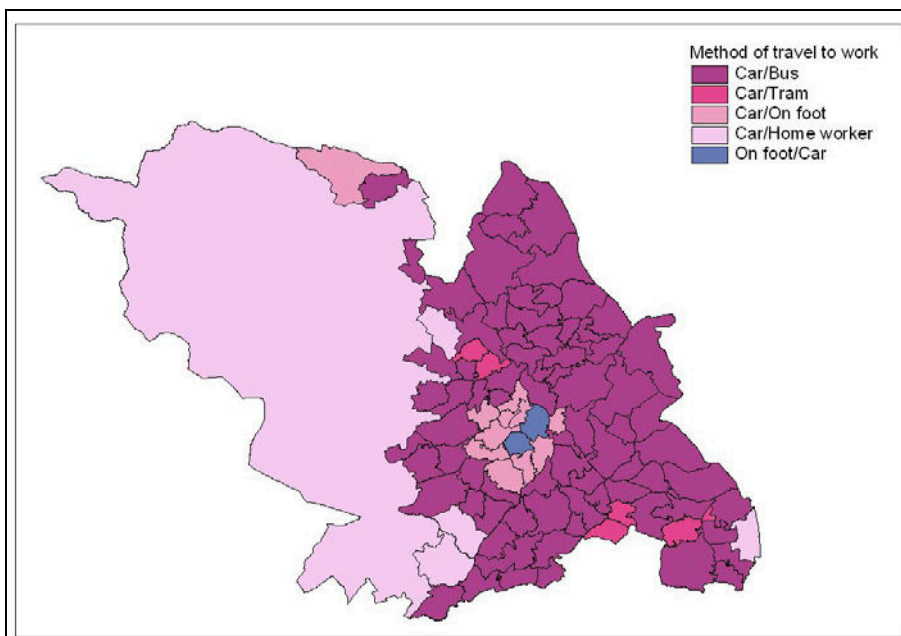 Method of travel to work
Car/Bus
Car/Tram
Car/On foot
Car/Home worker
On foot/Car